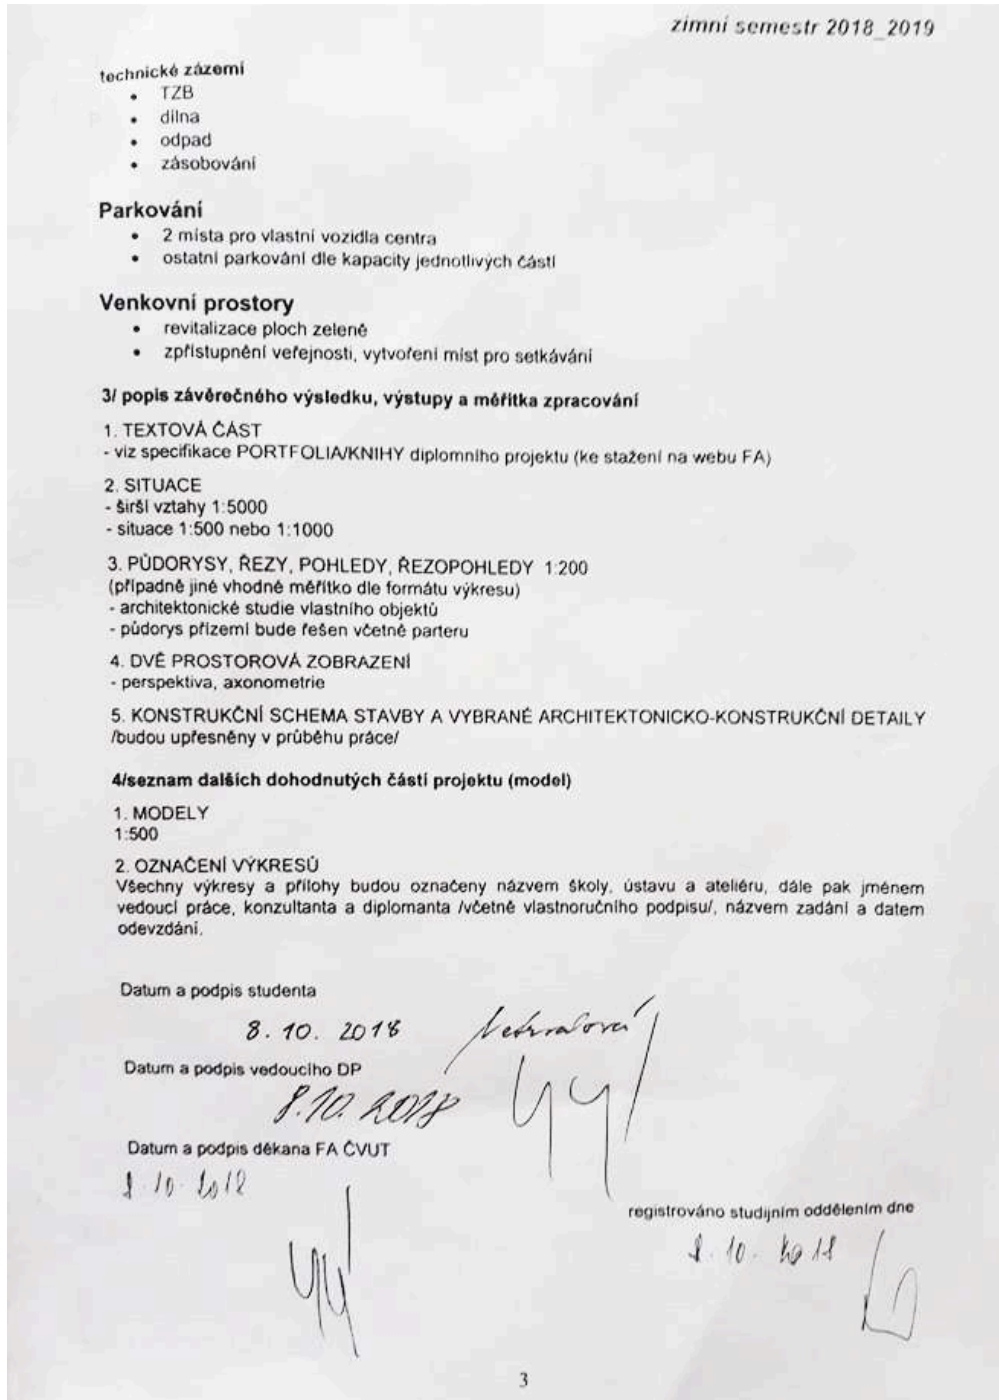 zimní semestr 2018_2019
technické zázemí
• TZB
• dílna
• odpad
• zásobování
Parkování
• 2 místa pro vlastní vozidla centra
• ostatní parkování dle kapacity jednotlivých částí
Venkovní prostory
• revitalizace ploch zeleně
• zpřístupnění veřejnosti, vytvoření míst pro setkávání
3/ popis závěrečného výsledku, výstupy a měřítka zpracování
1. TEXTOVÁ ČÁST
- viz specifikace PORTFOLIA/KNIHY diplomního projektu (ke stažení na webu FA)
2. SITUACE
- širší vztahy 1:5000
- situace 1:500 nebo 1:1000
3. PŮDORYSY, ŘEZY, POHLEDY, ŘEZOPOHLEDY 1:200
(případně jiné vhodné měřítko dle formátu výkresu)
- architektonické studie vlastního objektů
- půdorys přízemí bude řešen včetně parteru
4. DVĚ PROSTOROVÁ ZOBRAZENÍ
- perspektiva, axonometrie
5. KONSTRUKČNÍ SCHEMA STAVBY A VYBRANÉ ARCHITEKTONICKO-KONSTRUKČNÍ DETAILY
/budou upřesněny v průběhu práce/
4/seznam dalších dohodnutých částí projektu (model)
1. MODELY
1:500
2. OZNAČENÍ VÝKRESŮ
Všechny výkresy a přílohy budou označeny názvem školy, ústavu a ateliéru, dále pak jménem
vedoucí práce, konzultanta a diplomanta /včetně vlastnoručního podpisu/, názvem zadání a datem
odevzdání.
Datum a podpis studenta
8. 10. 2018
Datum a podpis vedoucího DP
8.10. 2018
Datum a podpis děkana FA ČVUT
8. 10. 2018
registrováno studijním oddělením dne
8. 10. 2018
3